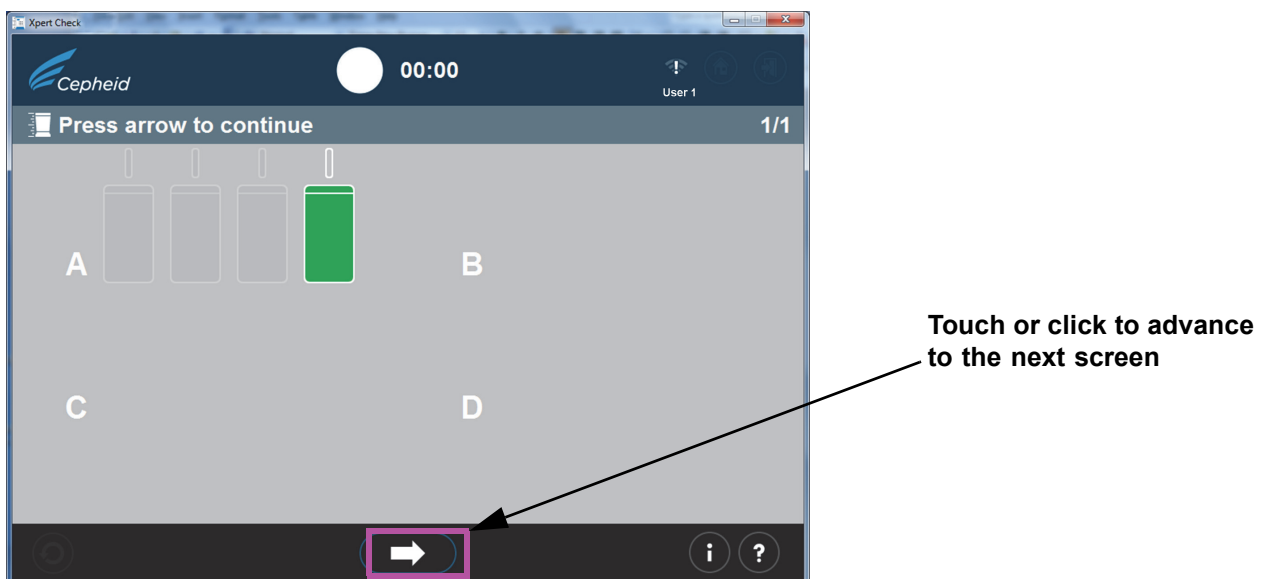 Xpert Check
Cepheid
00:00
!
User 1
Press arrow to continue
1/1
A
B
C
D
Touch or click to advance
to the next screen
i
?